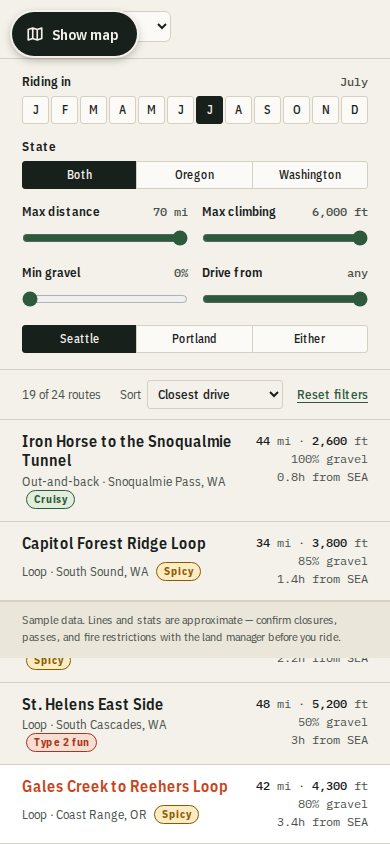 Show map
Riding in July
J F M A M J J A S O N D
State
Both Oregon Washington
Max distance 70 mi Max climbing 6,000 ft
Min gravel 0% Drive from any
Seattle Portland Either
19 of 24 routes Sort Closest drive Reset filters
Iron Horse to the Snoqualmie Tunnel
44 mi · 2,600 ft
100% gravel
0.8h from SEA
Out-and-back · Snoqualmie Pass, WA
Cruisy
Capitol Forest Ridge Loop
34 mi · 3,800 ft
85% gravel
1.4h from SEA
Loop · South Sound, WA Spicy
Sample data. Lines and stats are approximate — confirm closures,
passes, and fire restrictions with the land manager before you ride.
Spicy 2.2h from SEA
St. Helens East Side
48 mi · 5,200 ft
50% gravel
3h from SEA
Loop · South Cascades, WA
Type 2 fun
Gales Creek to Reehers Loop
42 mi · 4,300 ft
80% gravel
3.4h from SEA
Loop · Coast Range, OR Spicy